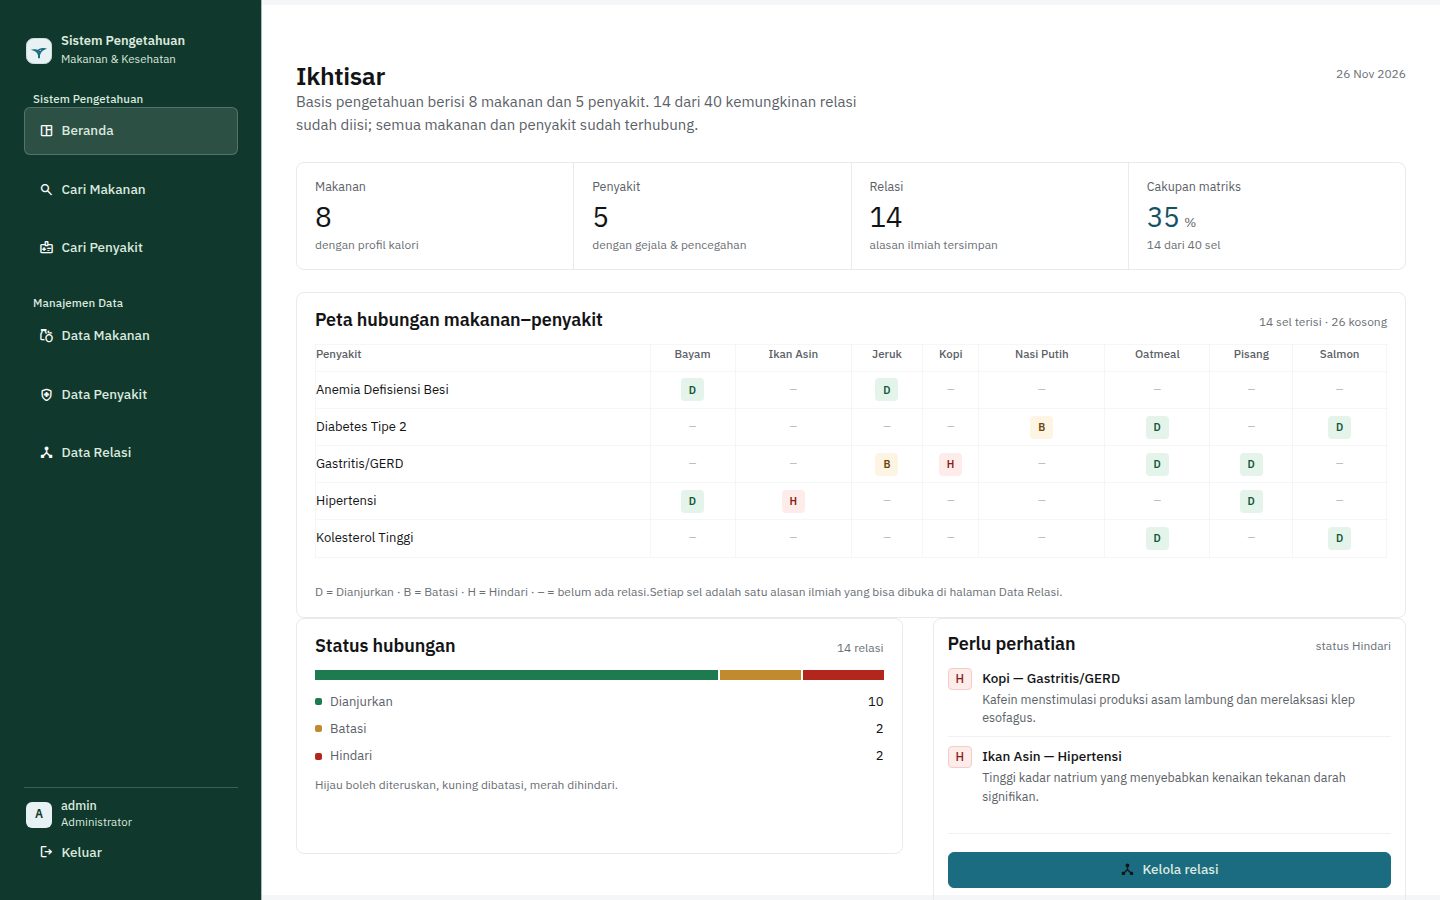 Sistem Pengetahuan
Makanan & Kesehatan
Sistem Pengetahuan
Beranda
Cari Makanan
Cari Penyakit
Manajemen Data
Data Makanan
Data Penyakit
Data Relasi
A
admin
Administrator
Keluar
Ikhtisar
26 Nov 2026
Basis pengetahuan berisi 8 makanan dan 5 penyakit. 14 dari 40 kemungkinan relasi
sudah diisi; semua makanan dan penyakit sudah terhubung.
Makanan
8
dengan profil kalori
Penyakit
5
dengan gejala & pencegahan
Relasi
14
alasan ilmiah tersimpan
Cakupan matriks
35 %
14 dari 40 sel
Peta hubungan makanan–penyakit
14 sel terisi · 26 kosong
Penyakit Bayam Ikan Asin Jeruk Kopi Nasi Putih Oatmeal Pisang Salmon
Anemia Defisiensi Besi D – D – – – – –
Diabetes Tipe 2 – – – – B D – D
Gastritis/GERD – – B H – D D –
Hipertensi D H – – – – D –
Kolesterol Tinggi – – – – – D – D
D = Dianjurkan · B = Batasi · H = Hindari · – = belum ada relasi.Setiap sel adalah satu alasan ilmiah yang bisa dibuka di halaman Data Relasi.
Status hubungan
14 relasi
Dianjurkan 10
Batasi 2
Hindari 2
Hijau boleh diteruskan, kuning dibatasi, merah dihindari.
Perlu perhatian
status Hindari
H Kopi — Gastritis/GERD
Kafein menstimulasi produksi asam lambung dan merelaksasi klep
esofagus.
H Ikan Asin — Hipertensi
Tinggi kadar natrium yang menyebabkan kenaikan tekanan darah
signifikan.
Kelola relasi